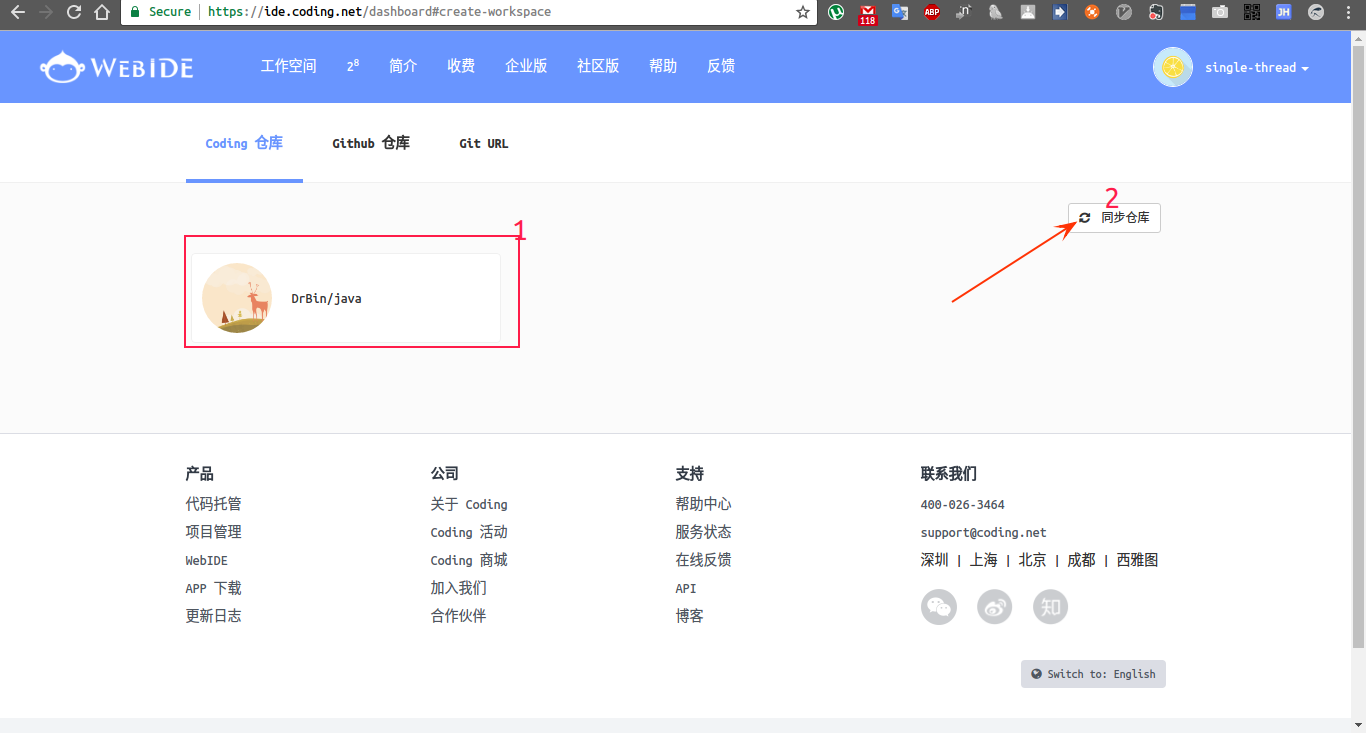 Secure https://ide.coding.net/dashboard#create-workspace
118
ABP
JH
WebIDE 工作空间 2⁸ 简介 收费 企业版 社区版 帮助 反馈 single-thread
Coding 仓库 Github 仓库 Git URL
2
同步仓库
1
DrBin/java
产品 公司 支持 联系我们
代码托管 关于 Coding 帮助中心 400-026-3464
项目管理 Coding 活动 服务状态 support@coding.net
WebIDE Coding 商城 在线反馈 深圳 | 上海 | 北京 | 成都 | 西雅图
APP 下载 加入我们 API
更新日志 合作伙伴 博客 知
Switch to: English